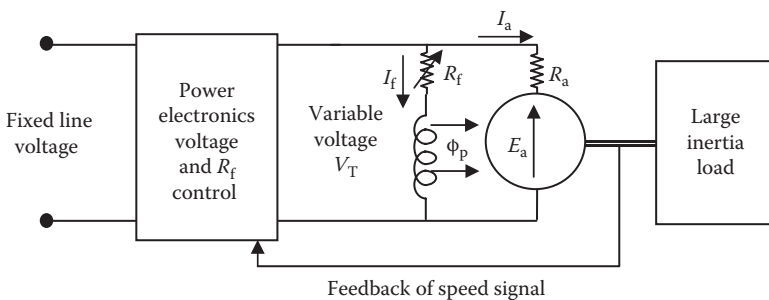 Fixed line
voltage
Power
electronics
voltage
and R_f
control
Variable
voltage
V_T
I_f
R_f
ϕ_p
I_a
R_a
E_a
Large
inertia
load
Feedback of speed signal